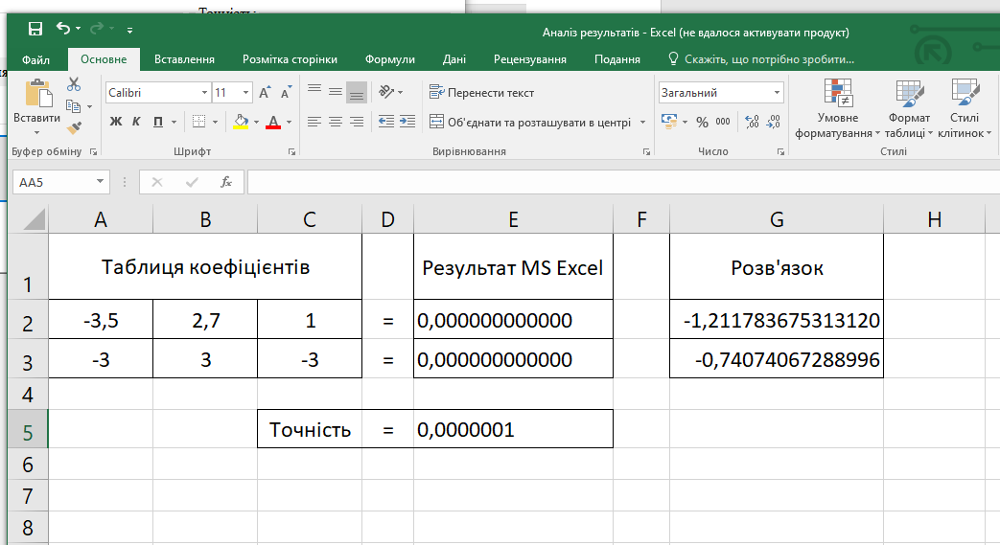 Точність
Аналіз результатів - Excel (не вдалося активувати продукт)
Файл Основне Вставлення Розмітка сторінки Формули Дані Рецензування Подання Скажіть, що потрібно зробити...
Вставити
Calibri 11
Ж К П
Перенести текст
Об'єднати та розташувати в центрі
Загальний
% 000
Умовне форматування
Формат таблиці
Стилі клітинок
Буфер обміну Шрифт Вирівнювання Число Стилі
AA5 fx
A B C D E F G H
1 Таблиця коефіцієнтів Результат MS Excel Розв'язок
2 -3,5 2,7 1 = 0,000000000000 -1,211783675313120
3 -3 3 -3 = 0,000000000000 -0,74074067288996
4
5 Точність = 0,0000001
6
7
8